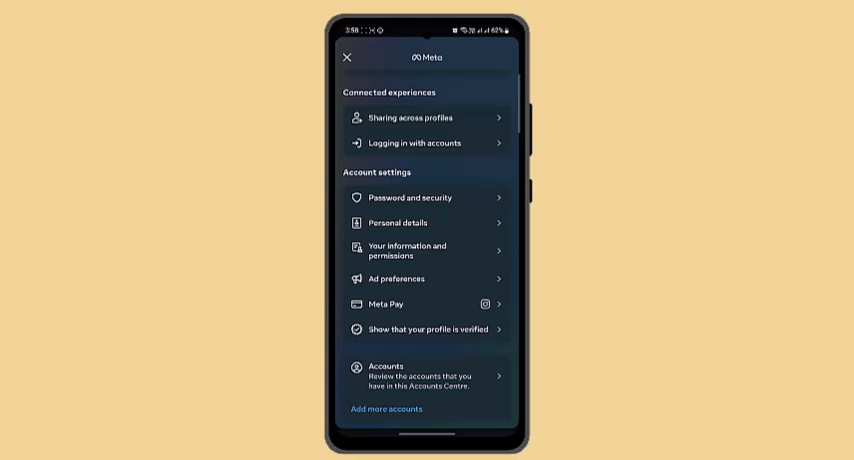 3:58
62%
Meta
Connected experiences
Sharing across profiles
Logging in with accounts
Account settings
Password and security
Personal details
Your information and
permissions
Ad preferences
Meta Pay
Show that your profile is verified
Accounts
Review the accounts that you
have in this Accounts Centre.
Add more accounts